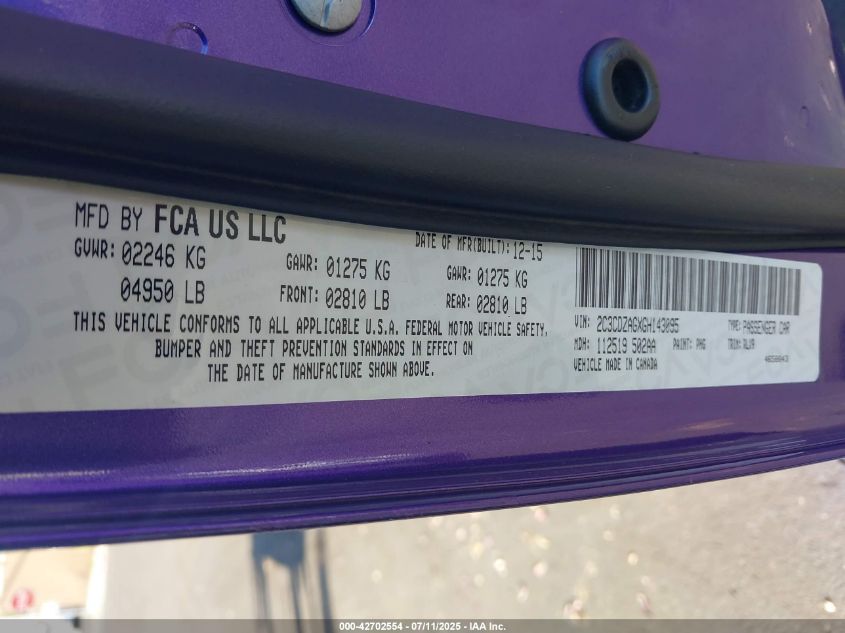 MFD BY FCA US LLC
DATE OF MFR(BUILT): 12-15
GVWR: 02246 KG
GAWR: 01275 KG
GAWR: 01275 KG
04950 LB
FRONT: 02810 LB
REAR: 02810 LB
THIS VEHICLE CONFORMS TO ALL APPLICABLE U.S.A. FEDERAL MOTOR VEHICLE SAFETY,
BUMPER AND THEFT PREVENTION STANDARDS IN EFFECT ON
THE DATE OF MANUFACTURE SHOWN ABOVE.
VIN: 2C3CDZAGXGH143095 TYPE: PASSENGER CAR
MDH: 112519 502AA PAINT: PHG TRIM: RLX9
VEHICLE MADE IN CANADA
000-42702554 - 07/11/2025 - IAA Inc.